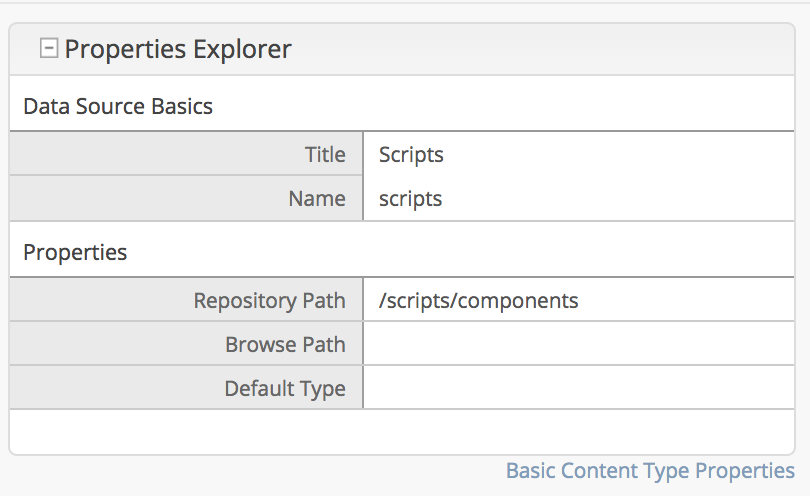 Properties Explorer
Data Source Basics
Title Scripts
Name scripts
Properties
Repository Path /scripts/components
Browse Path
Default Type
Basic Content Type Properties